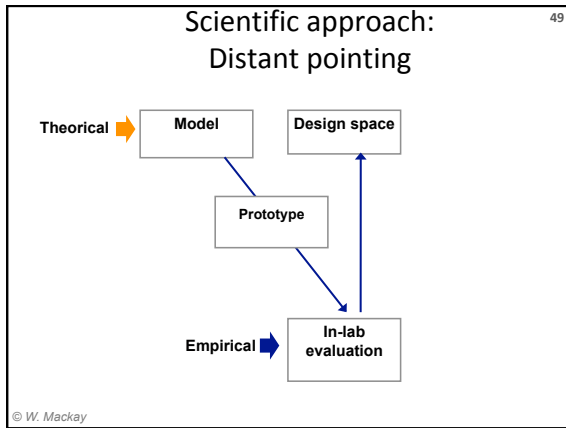 Scientific approach:
Distant pointing
49
Theorical
Model
Design space
Prototype
Empirical
In-lab
evaluation
© W. Mackay